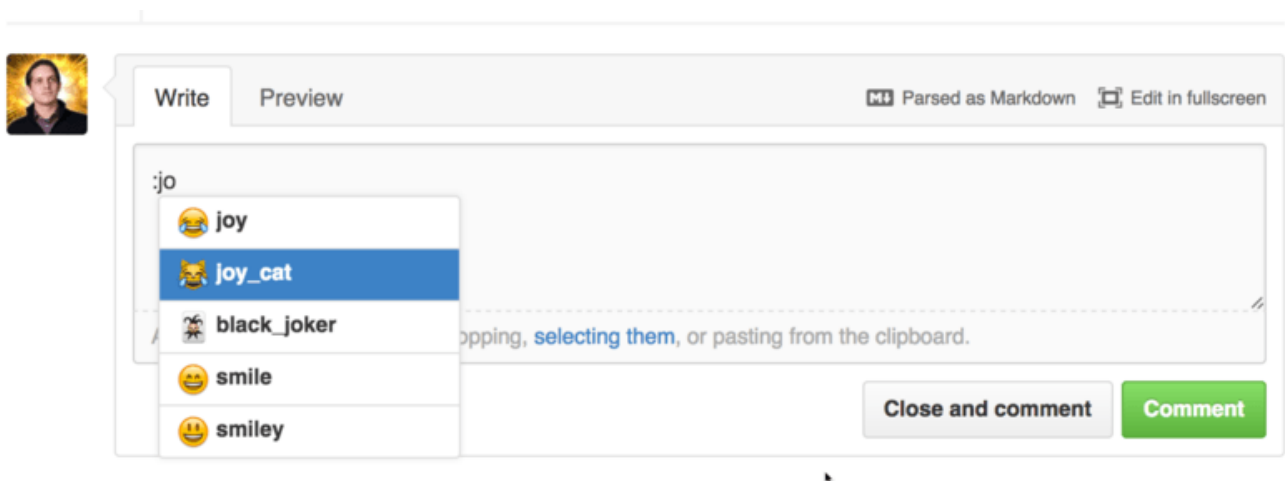 Write Preview Parsed as Markdown Edit in fullscreen
:jo
joy
joy_cat
black_joker
opping, selecting them, or pasting from the clipboard.
smile
smiley
Close and comment Comment